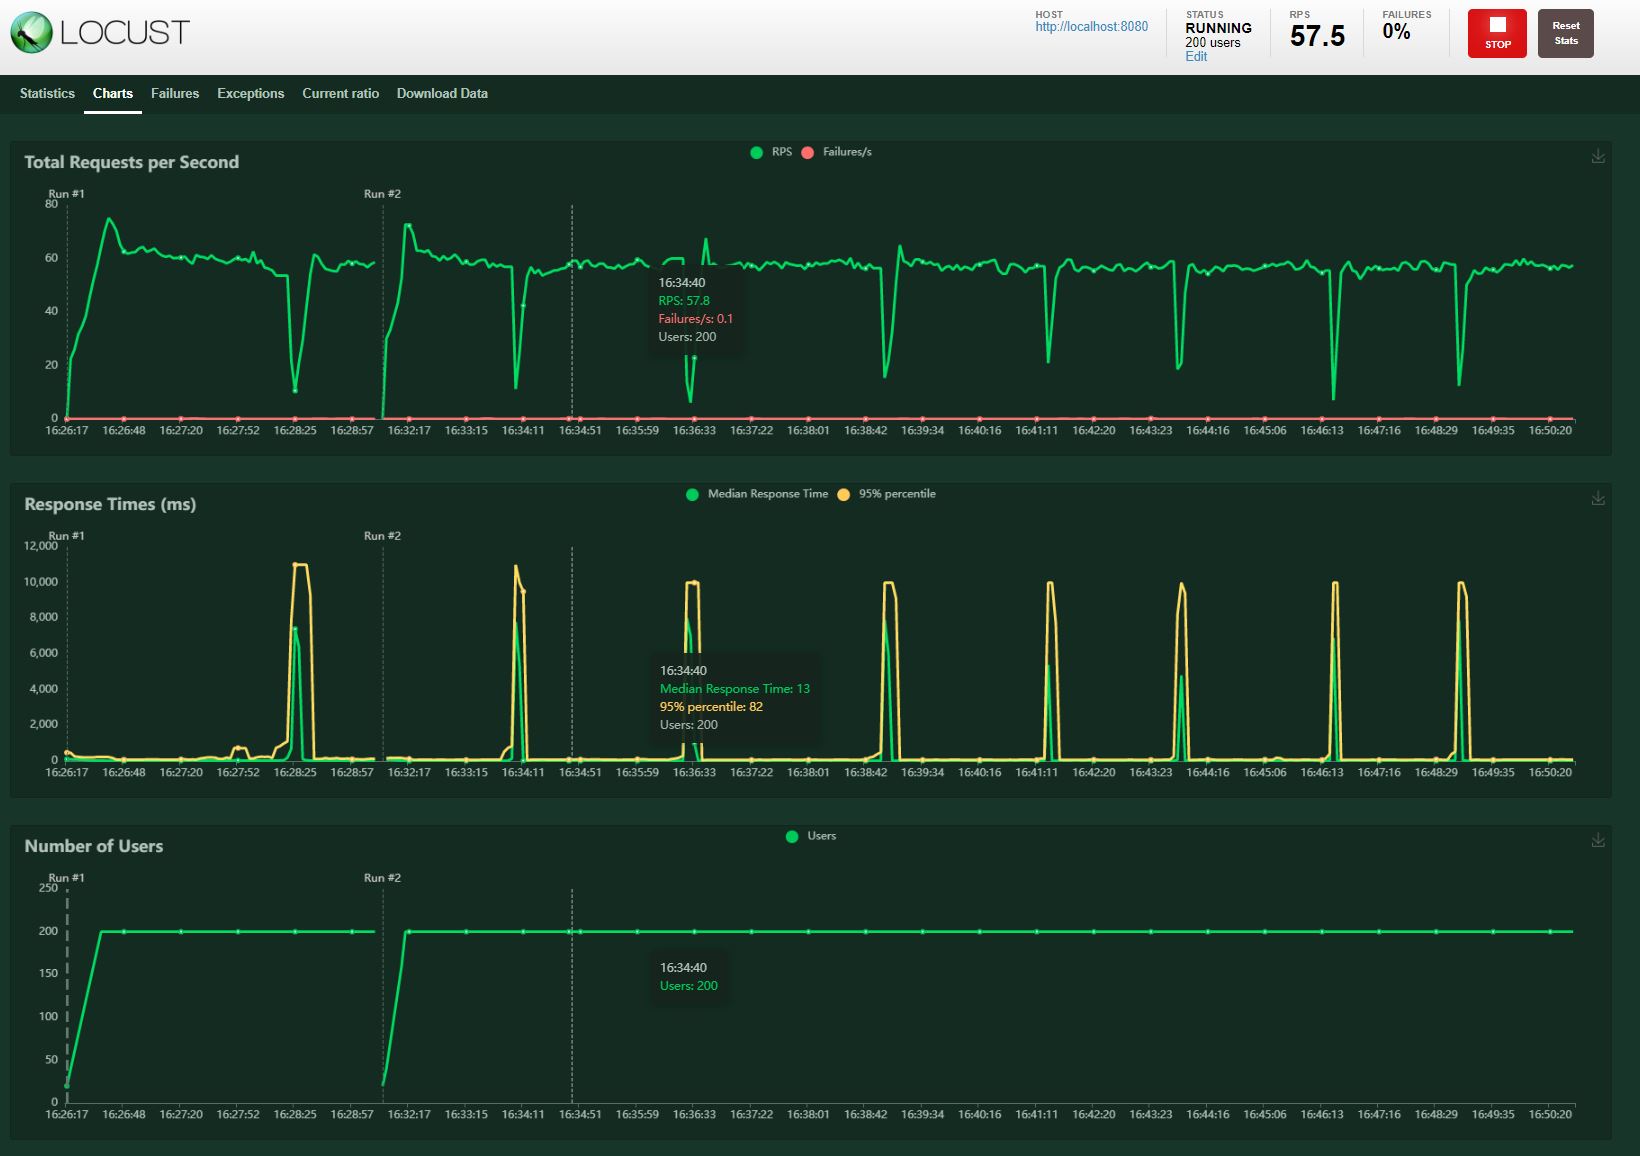 LOCUST
HOST
http://localhost:8080
STATUS
RUNNING
200 users
Edit
RPS
57.5
FAILURES
0%
STOP
Reset
Stats
Statistics Charts Failures Exceptions Current ratio Download Data
Total Requests per Second
RPS Failures/s
Run #1 Run #2
80
60
40
20
0
16:34:40
RPS: 57.8
Failures/s: 0.1
Users: 200
16:26:17 16:26:48 16:27:20 16:27:52 16:28:25 16:28:57 16:32:17 16:33:15 16:34:11 16:34:51 16:35:59 16:36:33 16:37:22 16:38:01 16:38:42 16:39:34 16:40:16 16:41:11 16:42:20 16:43:23 16:44:16 16:45:06 16:46:13 16:47:16 16:48:29 16:49:35 16:50:20
Response Times (ms)
Median Response Time 95% percentile
Run #1 Run #2
12,000
10,000
8,000
6,000
4,000
2,000
0
16:34:40
Median Response Time: 13
95% percentile: 82
Users: 200
16:26:17 16:26:48 16:27:20 16:27:52 16:28:25 16:28:57 16:32:17 16:33:15 16:34:11 16:34:51 16:35:59 16:36:33 16:37:22 16:38:01 16:38:42 16:39:34 16:40:16 16:41:11 16:42:20 16:43:23 16:44:16 16:45:06 16:46:13 16:47:16 16:48:29 16:49:35 16:50:20
Number of Users
Users
Run #1 Run #2
250
200
150
100
50
0
16:34:40
Users: 200
16:26:17 16:26:48 16:27:20 16:27:52 16:28:25 16:28:57 16:32:17 16:33:15 16:34:11 16:34:51 16:35:59 16:36:33 16:37:22 16:38:01 16:38:42 16:39:34 16:40:16 16:41:11 16:42:20 16:43:23 16:44:16 16:45:06 16:46:13 16:47:16 16:48:29 16:49:35 16:50:20